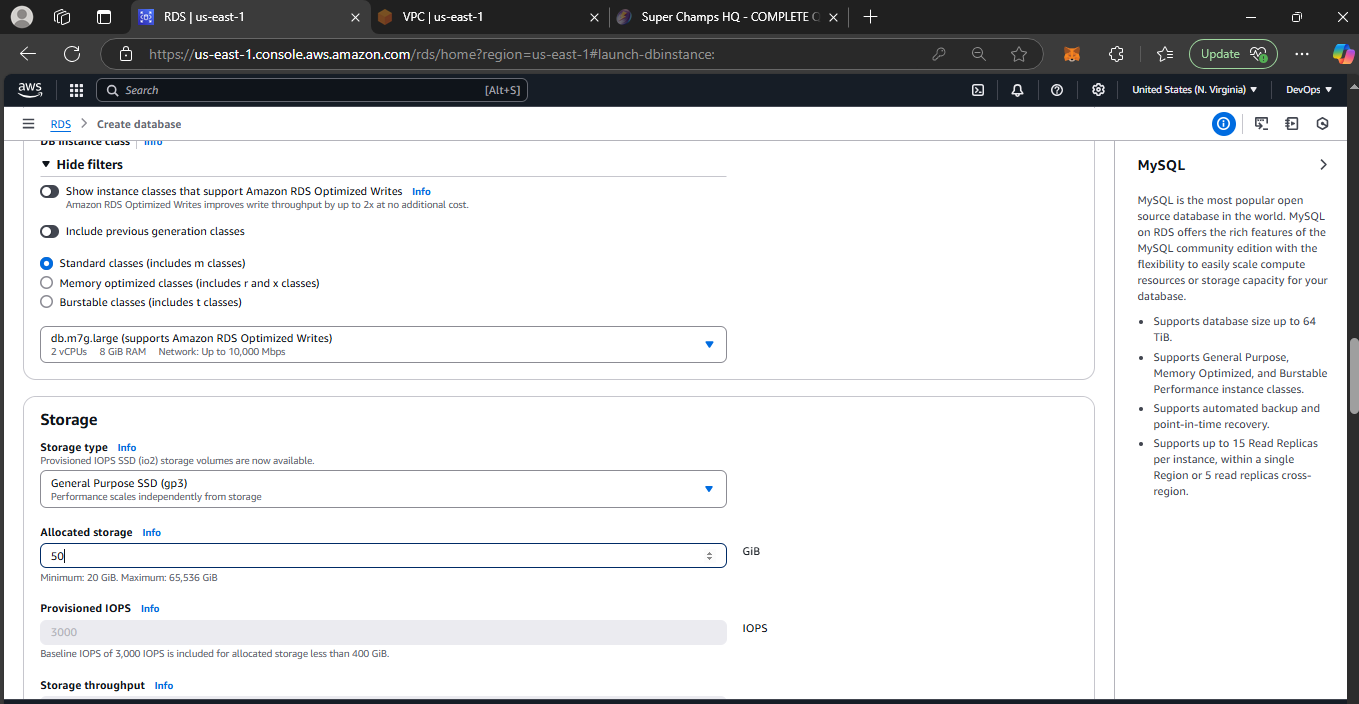 RDS | us-east-1
VPC | us-east-1
Super Champs HQ - COMPLETE Q
https://us-east-1.console.aws.amazon.com/rds/home?region=us-east-1#launch-dbinstance:
Update
aws
Search [Alt+S]
United States (N. Virginia) ▼
DevOps ▼
RDS > Create database
DB instance class | Info
▼ Hide filters
Show instance classes that support Amazon RDS Optimized Writes Info
Amazon RDS Optimized Writes improves write throughput by up to 2x at no additional cost.
Include previous generation classes
Standard classes (includes m classes)
Memory optimized classes (includes r and x classes)
Burstable classes (includes t classes)
db.m7g.large (supports Amazon RDS Optimized Writes)
2 vCPUs 8 GiB RAM Network: Up to 10,000 Mbps
Storage
Storage type Info
Provisioned IOPS SSD (io2) storage volumes are now available.
General Purpose SSD (gp3)
Performance scales independently from storage
Allocated storage Info
50 GiB
Minimum: 20 GiB. Maximum: 65,536 GiB
Provisioned IOPS Info
3000 IOPS
Baseline IOPS of 3,000 IOPS is included for allocated storage less than 400 GiB.
Storage throughput Info
MySQL
MySQL is the most popular open
source database in the world. MySQL
on RDS offers the rich features of the
MySQL community edition with the
flexibility to easily scale compute
resources or storage capacity for your
database.
• Supports database size up to 64
TiB.
• Supports General Purpose,
Memory Optimized, and Burstable
Performance instance classes.
• Supports automated backup and
point-in-time recovery.
• Supports up to 15 Read Replicas
per instance, within a single
Region or 5 read replicas cross-
region.